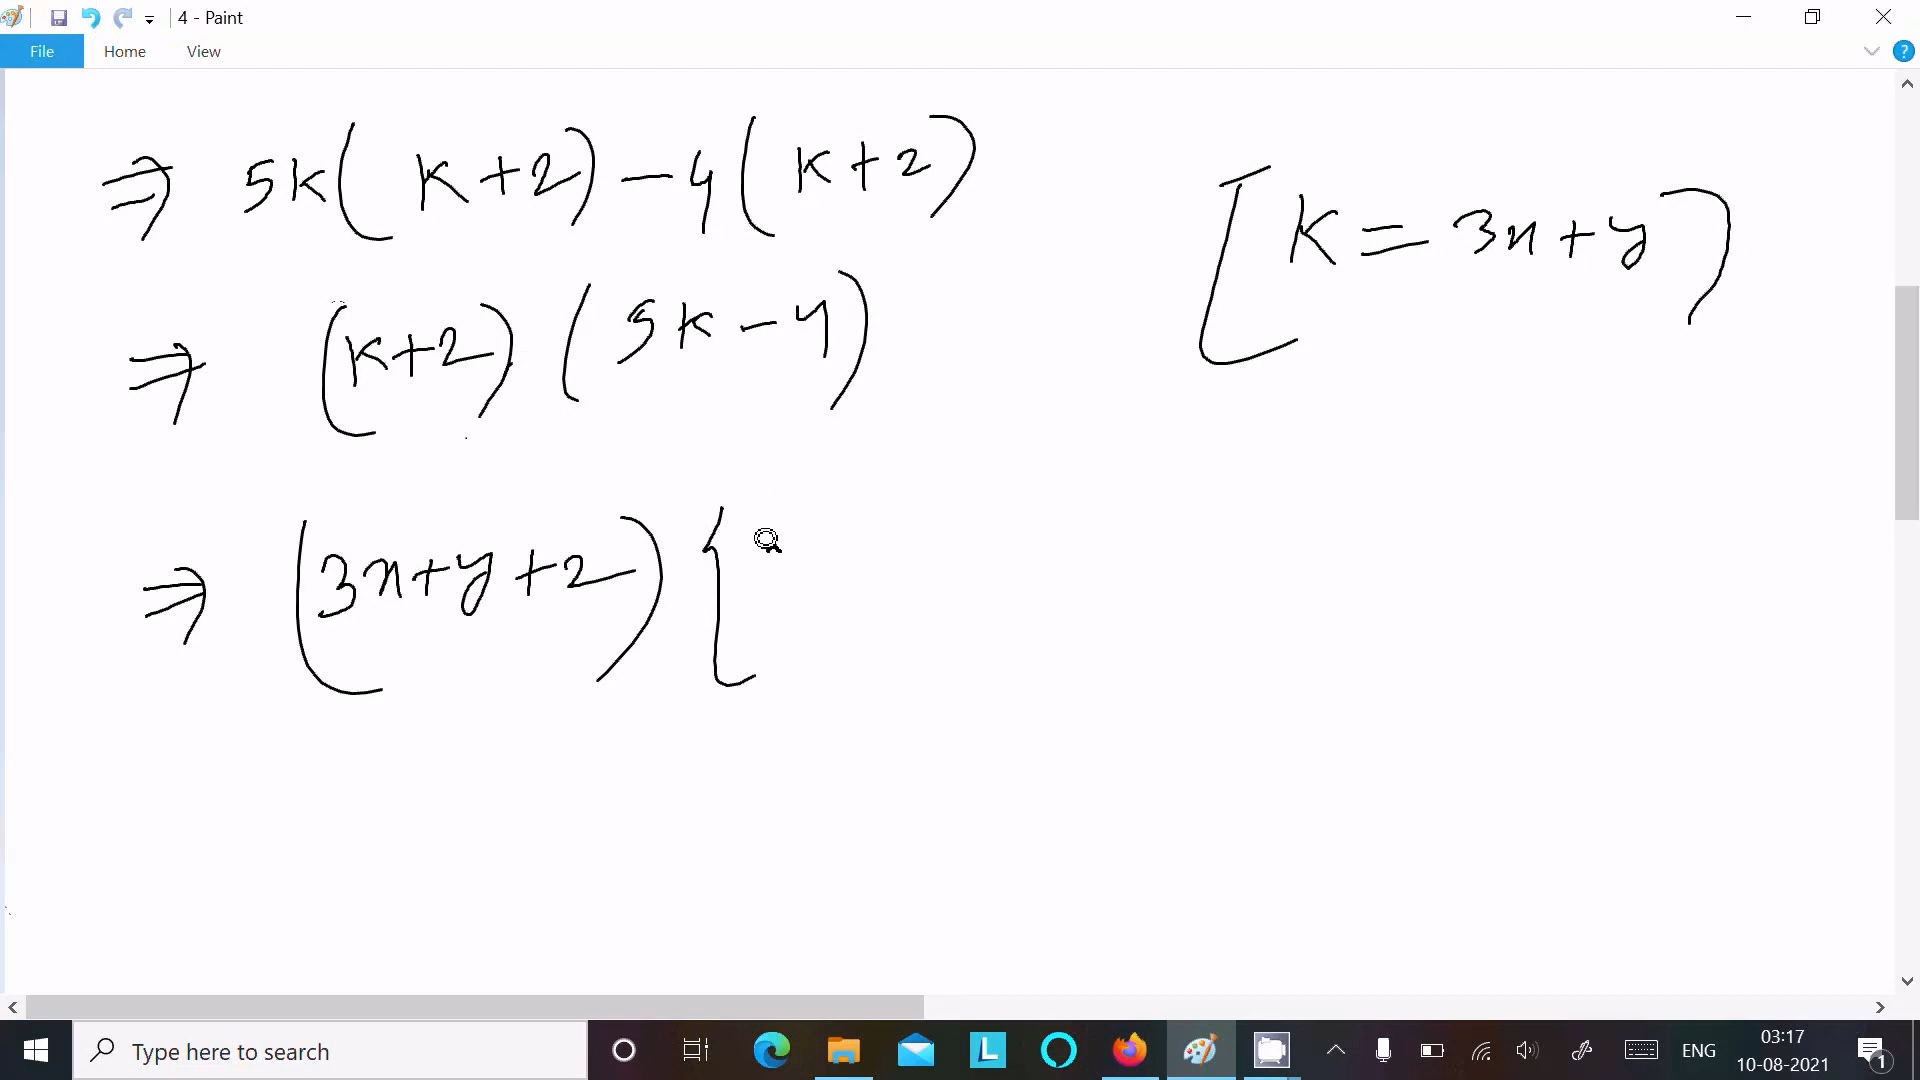 4 - Paint
File Home View
⇒ 5k( k+2) - 4( k+2)
[k = 3x+y]
⇒ (k+2) (5k - 4)
⇒ (3x+y+2) {
Type here to search
ENG
03:17
10-08-2021
1